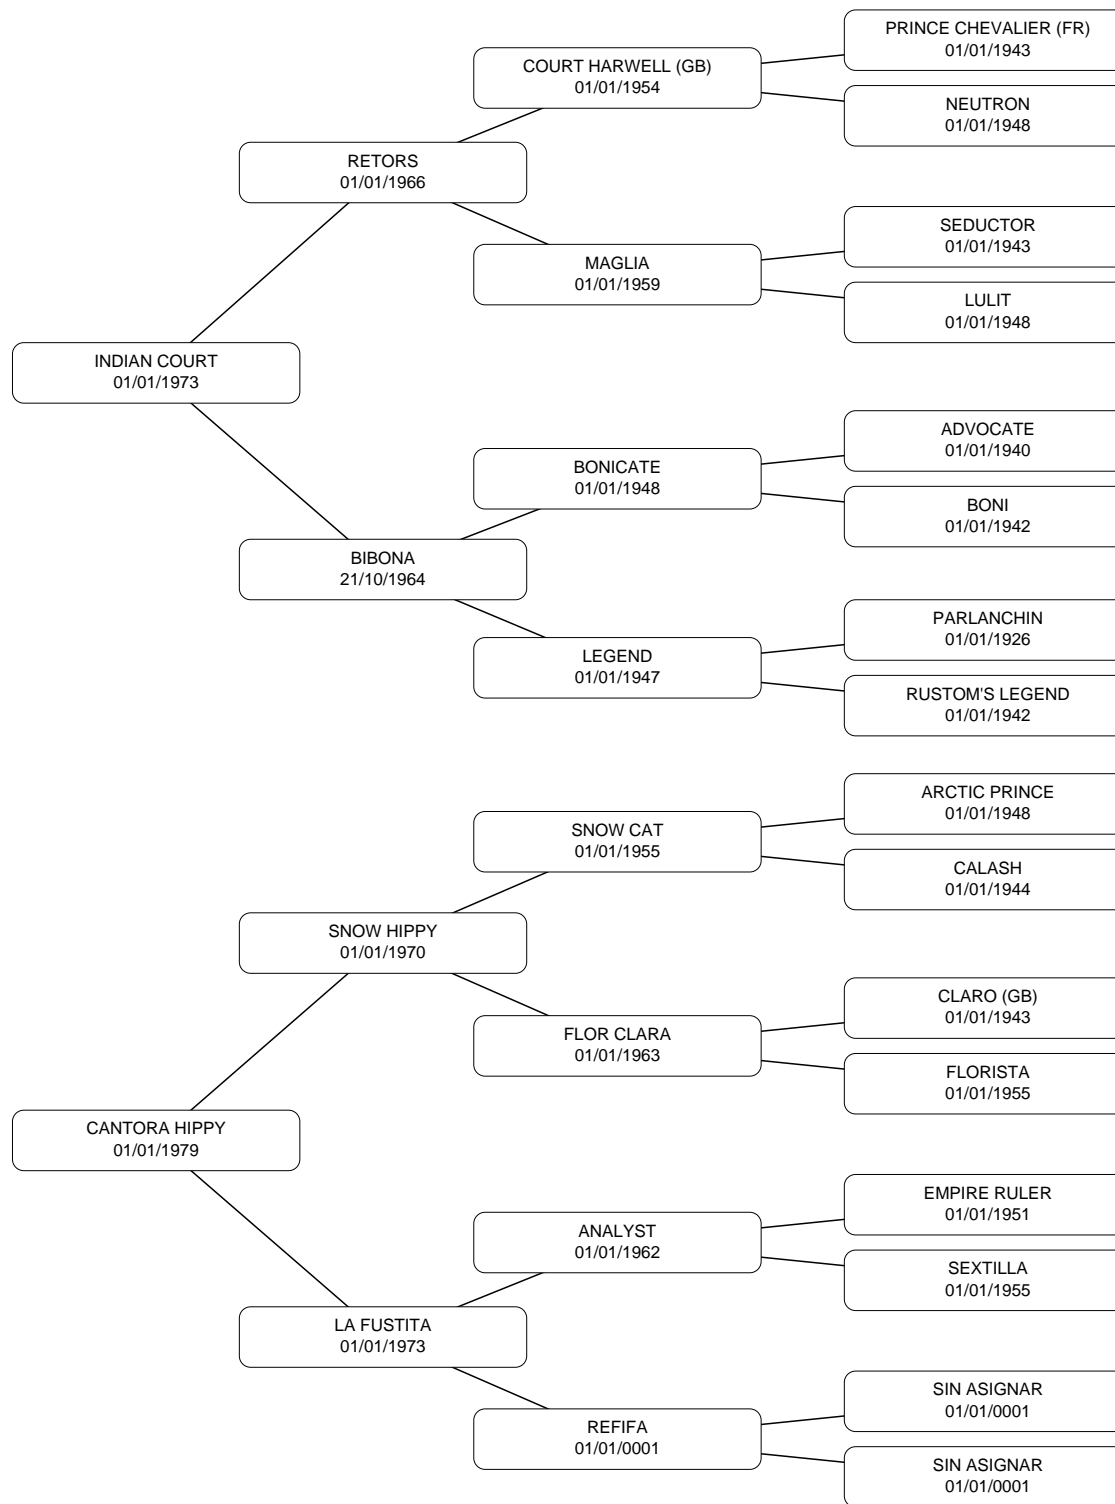 PRINCE CHEVALIER (FR)
01/01/1943
COURT HARWELL (GB)
01/01/1954
NEUTRON
01/01/1948
RETORS
01/01/1966
SEDUCTOR
01/01/1943
MAGLIA
01/01/1959
LULIT
01/01/1948
INDIAN COURT
01/01/1973
ADVOCATE
01/01/1940
BONICATE
01/01/1948
BONI
01/01/1942
BIBONA
21/10/1964
PARLANCHIN
01/01/1926
LEGEND
01/01/1947
RUSTOM'S LEGEND
01/01/1942
ARCTIC PRINCE
01/01/1948
SNOW CAT
01/01/1955
CALASH
01/01/1944
SNOW HIPPY
01/01/1970
CLARO (GB)
01/01/1943
FLOR CLARA
01/01/1963
FLORISTA
01/01/1955
CANTORA HIPPY
01/01/1979
EMPIRE RULER
01/01/1951
ANALYST
01/01/1962
SEXTILLA
01/01/1955
LA FUSTITA
01/01/1973
SIN ASIGNAR
01/01/0001
REFIFA
01/01/0001
SIN ASIGNAR
01/01/0001